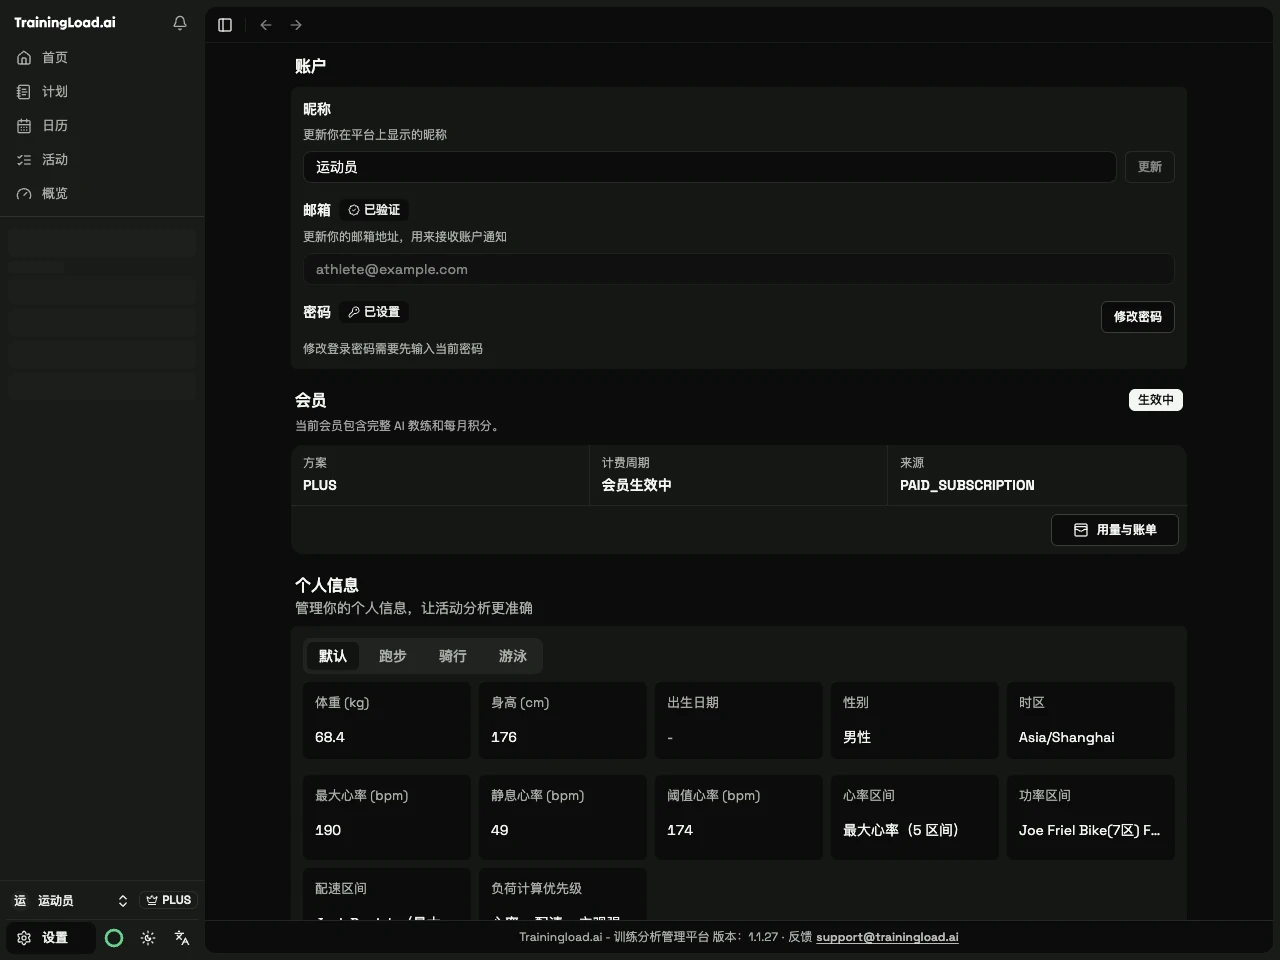 TrainingLoad.ai
首页
计划
日历
活动
概览
运 运动员 PLUS
设置
账户
昵称
更新你在平台上显示的昵称
运动员 更新
邮箱 已验证
更新你的邮箱地址，用来接收账户通知
athlete@example.com
密码 已设置 修改密码
修改登录密码需要先输入当前密码
会员 生效中
当前会员包含完整 AI 教练和每月积分。
方案 计费周期 来源
PLUS 会员生效中 PAID_SUBSCRIPTION
用量与账单
个人信息
管理你的个人信息，让活动分析更准确
默认 跑步 骑行 游泳
体重 (kg) 身高 (cm) 出生日期 性别 时区
68.4 176 - 男性 Asia/Shanghai
最大心率 (bpm) 静息心率 (bpm) 阈值心率 (bpm) 心率区间 功率区间
190 49 174 最大心率（5 区间） Joe Friel Bike(7区) F...
配速区间 负荷计算优先级
Trainingload.ai - 训练分析管理平台 版本：1.1.27 · 反馈 support@trainingload.ai